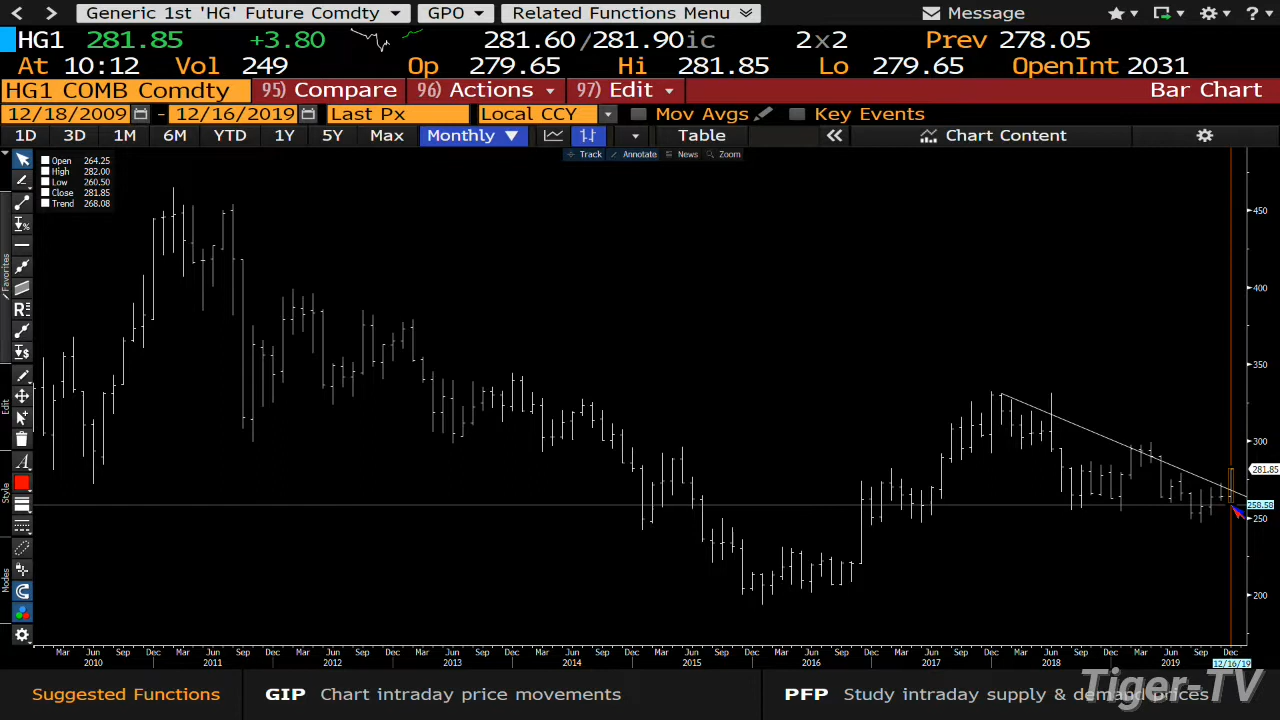 Generic 1st 'HG' Future Comdty GPO Related Functions Menu Message ?
HG1 281.85 +3.80 281.60/281.90ic 2x2 Prev 278.05
At 10:12 Vol 249 Op 279.65 Hi 281.85 Lo 279.65 OpenInt 2031
HG1 COMB Comdty 95) Compare 96) Actions 97) Edit Bar Chart
12/18/2009 - 12/16/2019 Last Px Local CCY Mov Avgs Key Events
1D 3D 1M 6M YTD 1Y 5Y Max Monthly Table Chart Content
Track Annotate News Zoom
Open 264.25
High 282.00
Low 260.50
Close 281.85
Trend 268.08
450
400
350
300
281.85
258.58
250
200
Favorites
Edit
Style
Modes
Mar Jun Sep Dec Mar Jun Sep Dec Mar Jun Sep Dec Mar Jun Sep Dec Mar Jun Sep Dec Mar Jun Sep Dec Mar Jun Sep Dec Mar Jun Sep Dec Mar Jun Sep Dec Mar Jun Sep Dec
2010 2011 2012 2013 2014 2015 2016 2017 2018 2019 12/16/19
Suggested Functions GIP Chart intraday price movements PFP Study intraday supply & demand prices
Tiger-TV